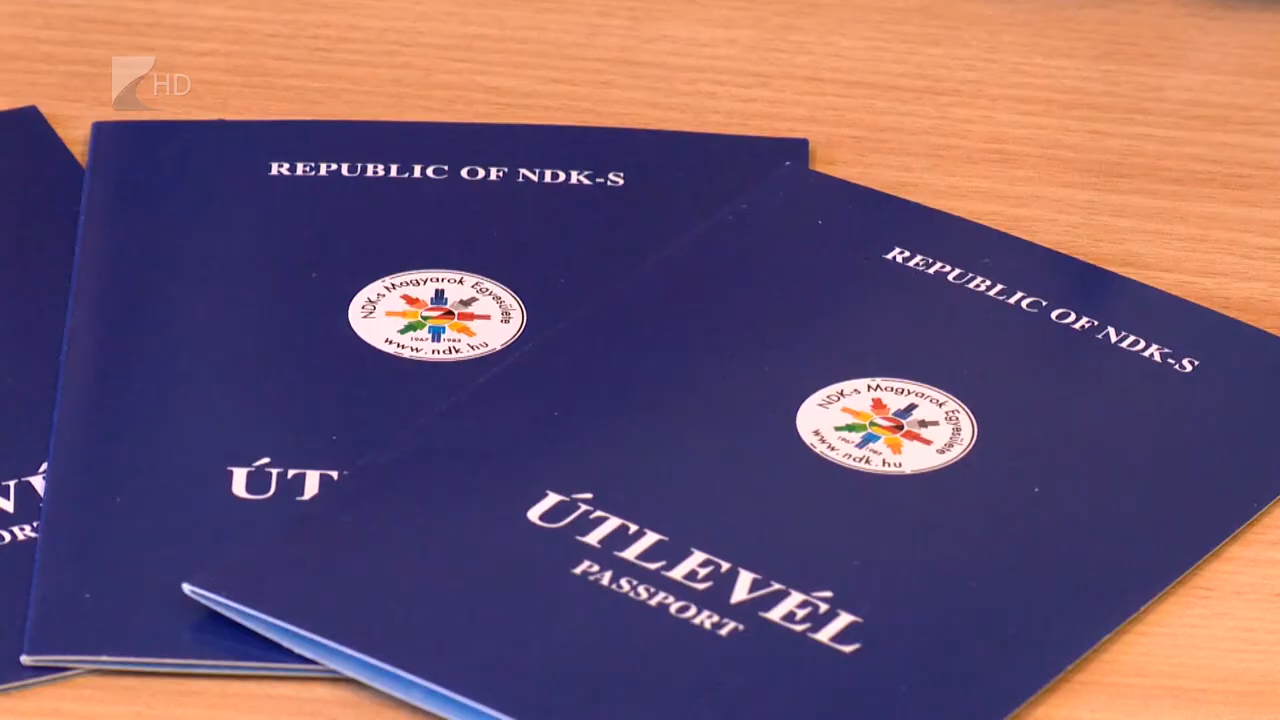 HD
REPUBLIC OF NDK-S
NDK-s Magyarok Egyesülete
1967 1983
www.ndk.hu
ÚT
REPUBLIC OF NDK-S
NDK-s Magyarok Egyesülete
1967 1983
www.ndk.hu
ÚTLEVÉL
PASSPORT